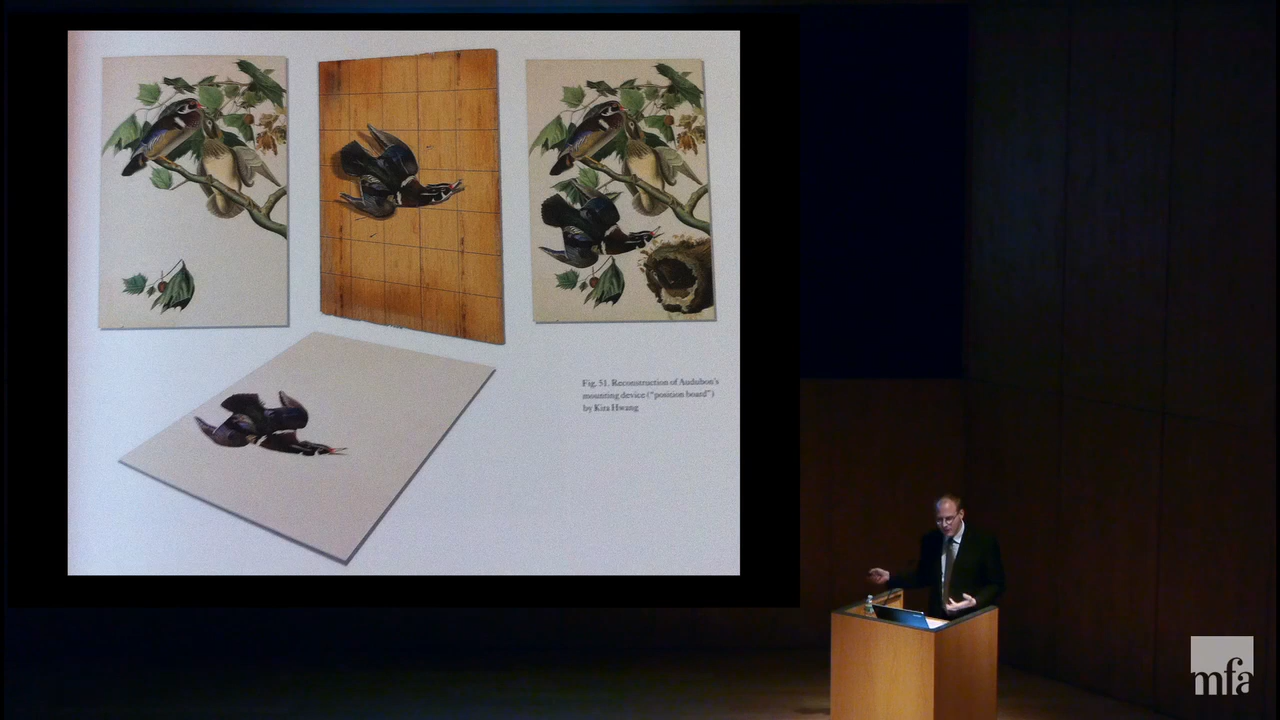 Fig. 51. Reconstruction of Audubon's
mounting device ("position board")
by Kira Hwang
mfa